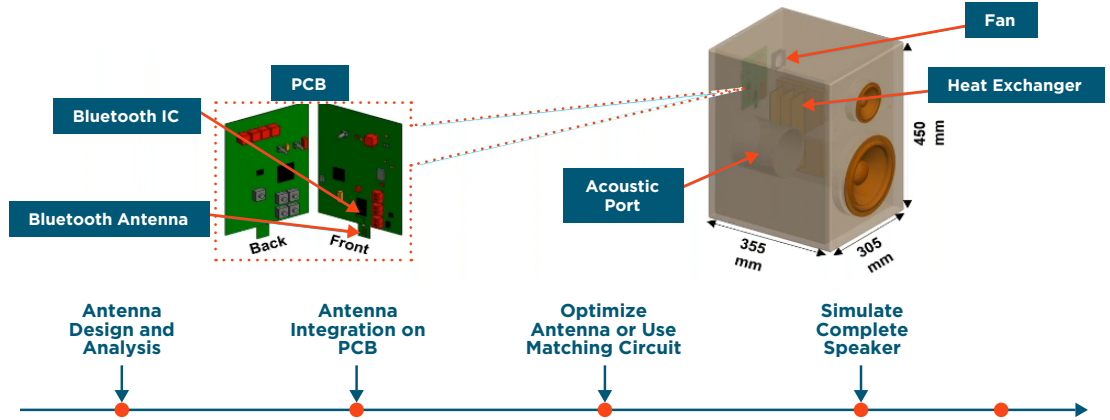 Fan
PCB
Heat Exchanger
Bluetooth IC
450
mm
Acoustic
Port
Bluetooth Antenna
Back
Front
355
mm
305
mm
Antenna
Design and
Analysis
Antenna
Integration on
PCB
Optimize
Antenna or Use
Matching Circuit
Simulate
Complete
Speaker